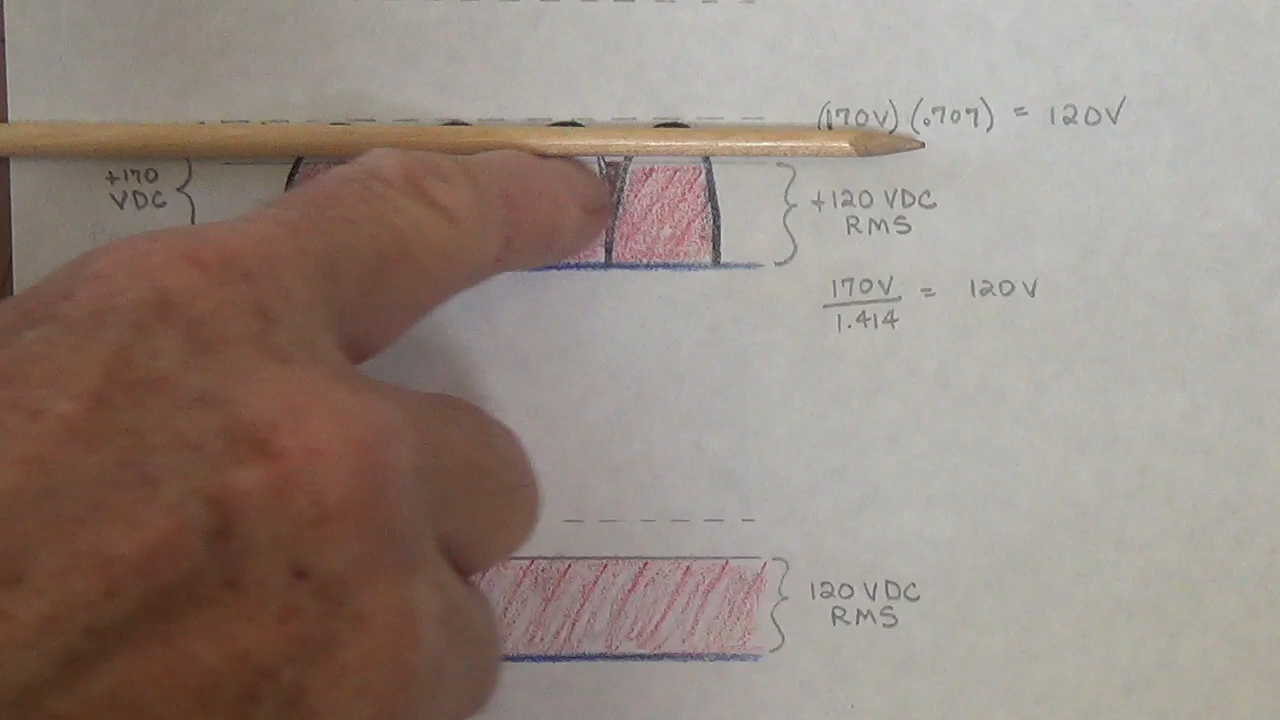 (170V)(.707) = 120V
+170
VDC
+120 VDC
RMS
170V = 120V
1.414
120 VDC
RMS